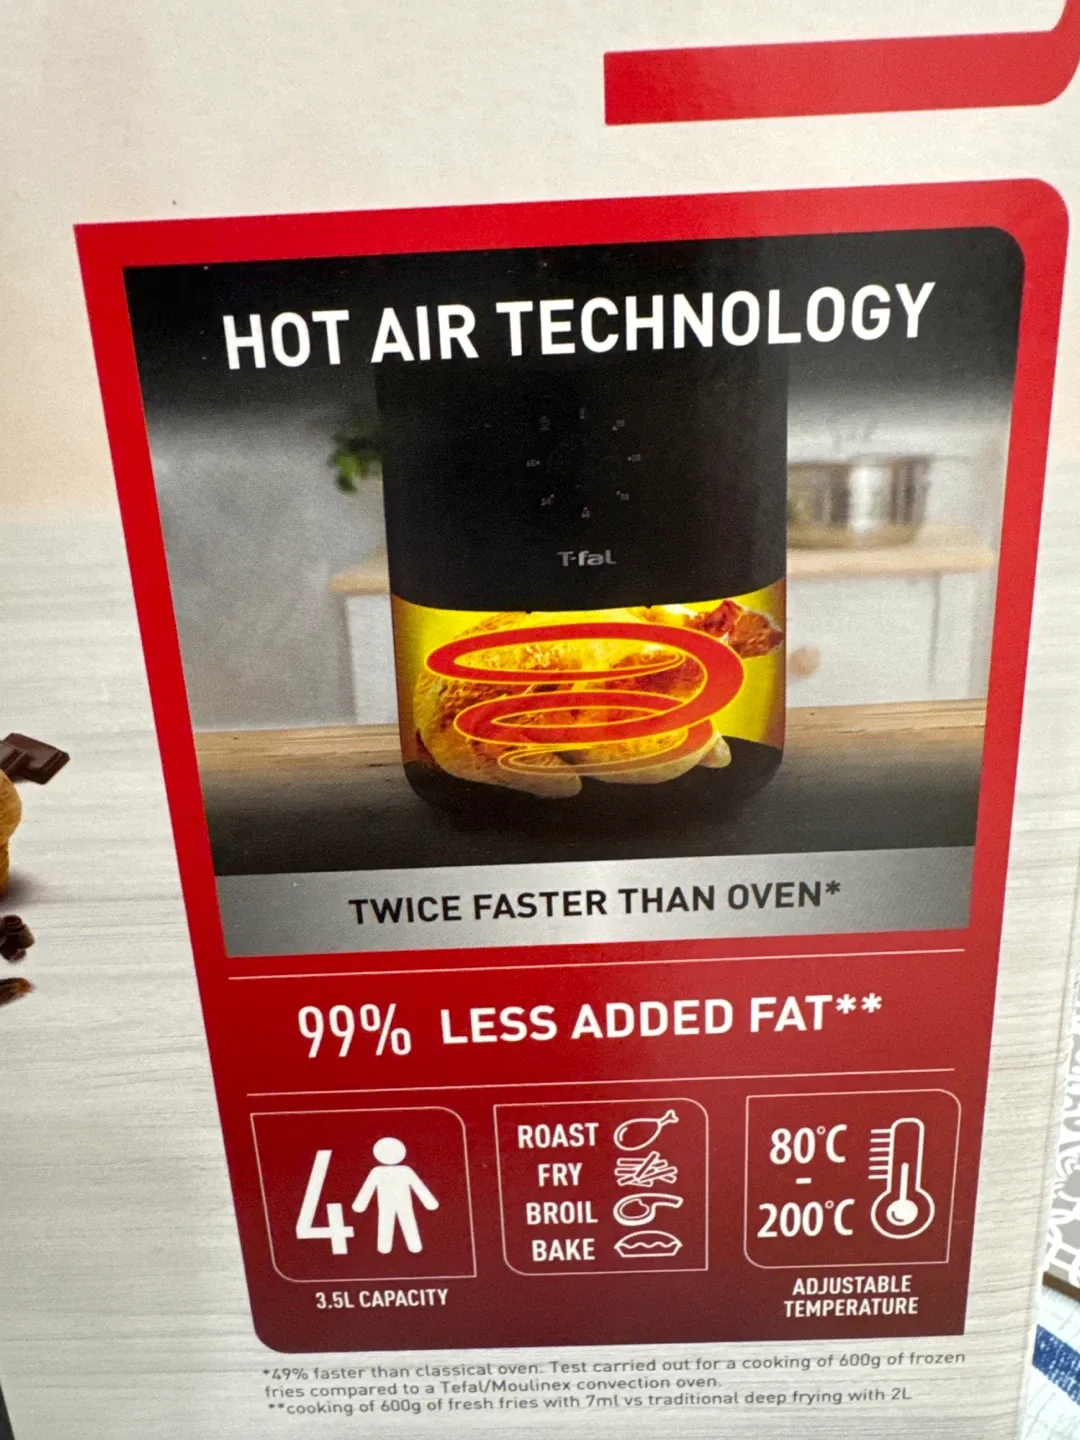 HOT AIR TECHNOLOGY
T-fal
TWICE FASTER THAN OVEN*
99% LESS ADDED FAT**
4
3.5L CAPACITY
ROAST
FRY
BROIL
BAKE
80°C
-
200°C
ADJUSTABLE
TEMPERATURE
*49% faster than classical oven. Test carried out for a cooking of 600g of frozen
fries compared to a Tefal/Moulinex convection oven.
**cooking of 600g of fresh fries with 7ml vs traditional deep frying with 2L